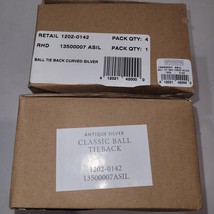 RETAIL 1202-0142 PACK QTY: 4
RHD 13500007 ASIL PACK QTY: 1
BALL TIE BACK CURVED SILVER
ANTIQUE SILVER
CLASSIC BALL
TIEBACK
1202-0142
13500007ASIL